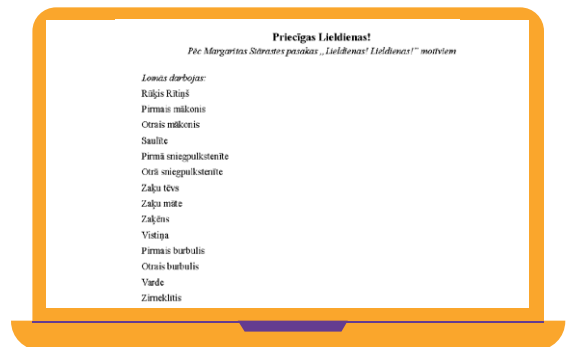 Priecīgas Lieldienas!
Pēc Margaritas Stārastes pasakas „Lieldienas! Lieldienas!” motīviem
Lomās darbojas:
Rūķis Rītiņš
Pirmais mākonis
Otrais mākonis
Saulīte
Pirmā sniegpulkstenīte
Otrā sniegpulkstenīte
Zaķu tēvs
Zaķu māte
Zaķēns
Vistiņa
Pirmais burbulis
Otrais burbulis
Varde
Zirneklītis